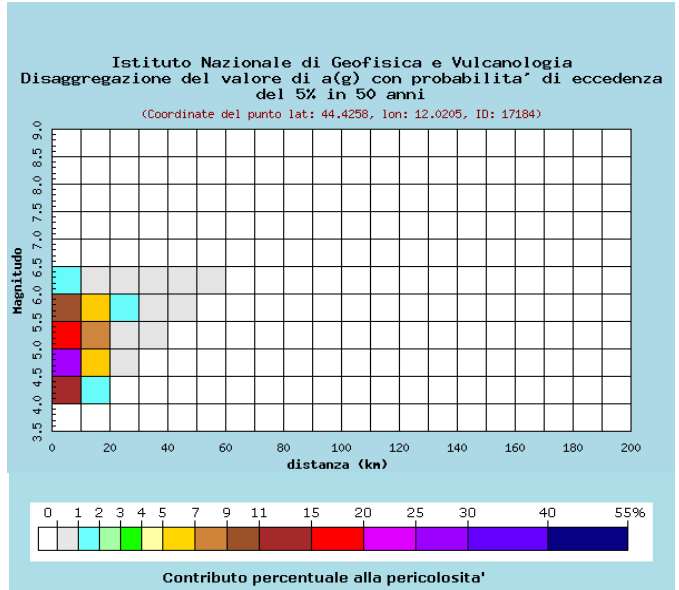 Istituto Nazionale di Geofisica e Vulcanologia
Disaggregazione del valore di a(g) con probabilita' di eccedenza
del 5% in 50 anni
(Coordinate del punto lat: 44.4258, lon: 12.0205, ID: 17184)
Magnitudo
9.0
8.5
8.0
7.5
7.0
6.5
6.0
5.5
5.0
4.5
4.0
3.5
0 20 40 60 80 100 120 140 160 180 200
distanza (km)
0 1 2 3 4 5 7 9 11 15 20 25 30 40 55%
Contributo percentuale alla pericolosita'